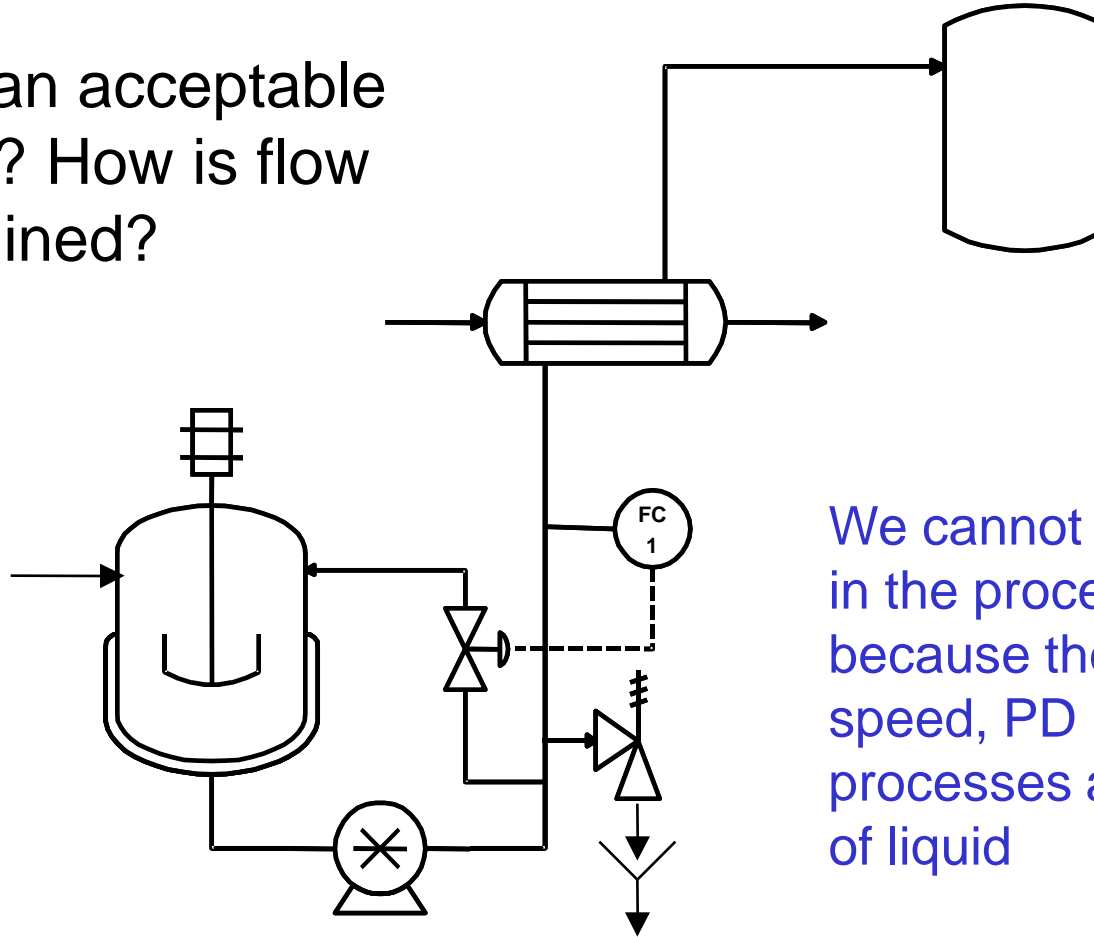 an acceptable
? How is flow
ined?
FC
1
We cannot
in the proce
because the
speed, PD
processes a
of liquid